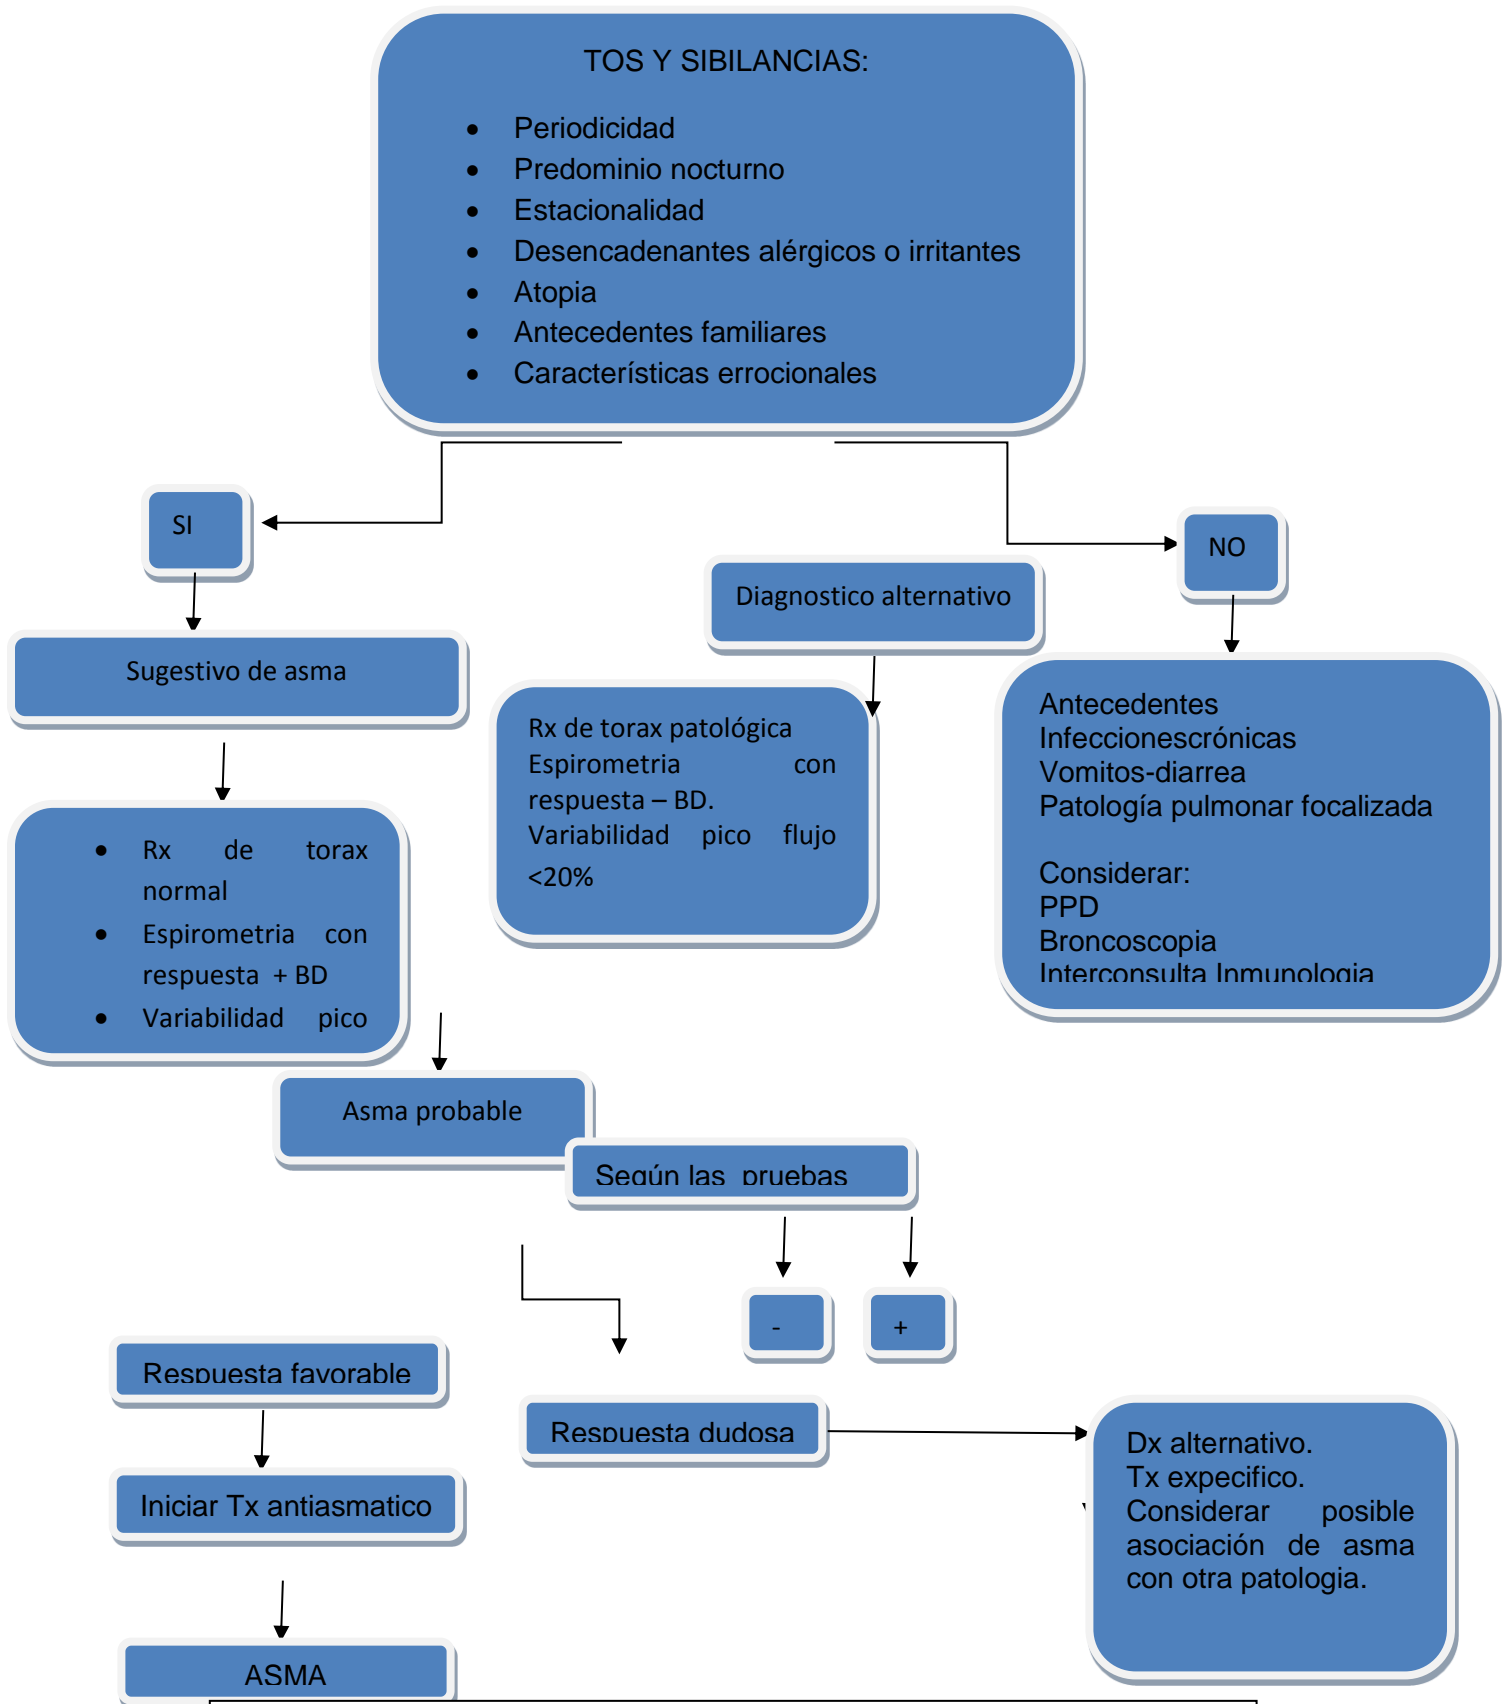 TOS Y SIBILANCIAS:
• Periodicidad
• Predominio nocturno
• Estacionalidad
• Desencadenantes alérgicos o irritantes
• Atopia
• Antecedentes familiares
• Características errocionales
SI
NO
Diagnostico alternativo
Sugestivo de asma
Rx de torax patológica
Espirometria con
respuesta – BD.
Variabilidad pico flujo
<20%
Antecedentes
Infeccionescrónicas
Vomitos-diarrea
Patología pulmonar focalizada
Considerar:
PPD
Broncoscopia
Interconsulta Inmunologia
• Rx de torax
normal
• Espirometria con
respuesta + BD
• Variabilidad pico
Asma probable
Según las pruebas
-
+
Respuesta favorable
Respuesta dudosa
Iniciar Tx antiasmatico
Dx alternativo.
Tx expecifico.
Considerar posible
asociación de asma
con otra patologia.
ASMA